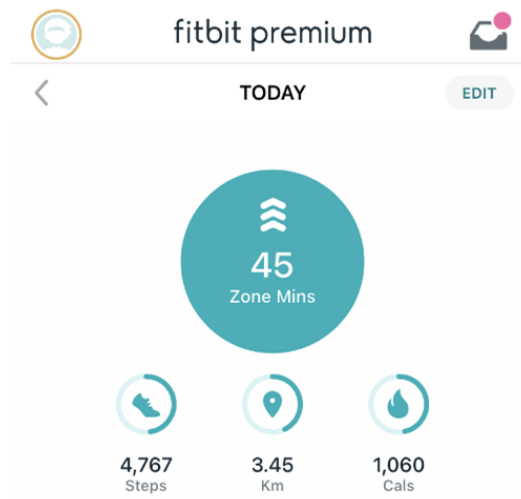 fitbit premium
TODAY
EDIT
45
Zone Mins
4,767
Steps
3.45
Km
1,060
Cals